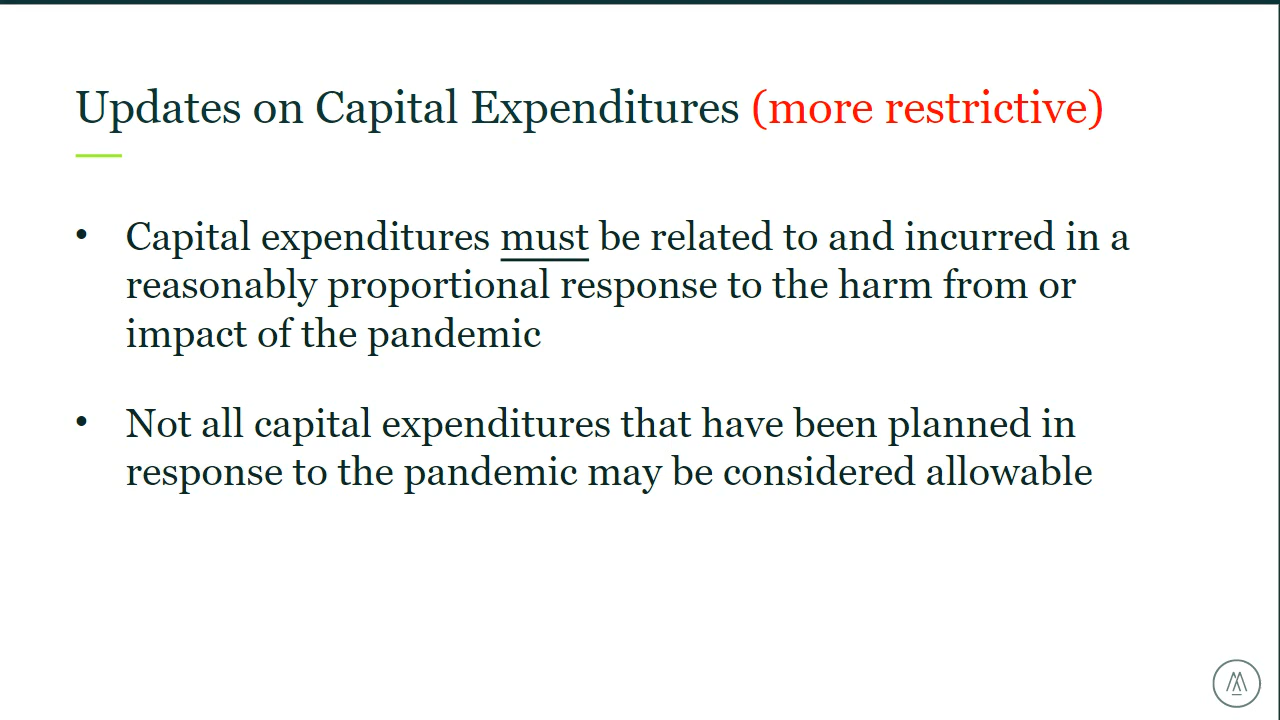 Updates on Capital Expenditures (more restrictive)
• Capital expenditures must be related to and incurred in a
reasonably proportional response to the harm from or
impact of the pandemic
• Not all capital expenditures that have been planned in
response to the pandemic may be considered allowable